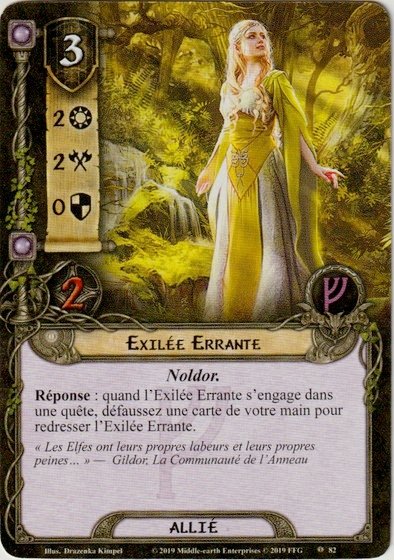 3
2
2
0
2
Exilée Errante
Noldor.
Réponse : quand l'Exilée Errante s'engage dans
une quête, défaussez une carte de votre main pour
redresser l'Exilée Errante.
« Les Elfes ont leurs propres labeurs et leurs propres
peines… » — Gildor, La Communauté de l'Anneau
ALLIÉ
Illus. Drazenka Kimpel © 2019 Middle-earth Enterprises © 2019 FFG 82